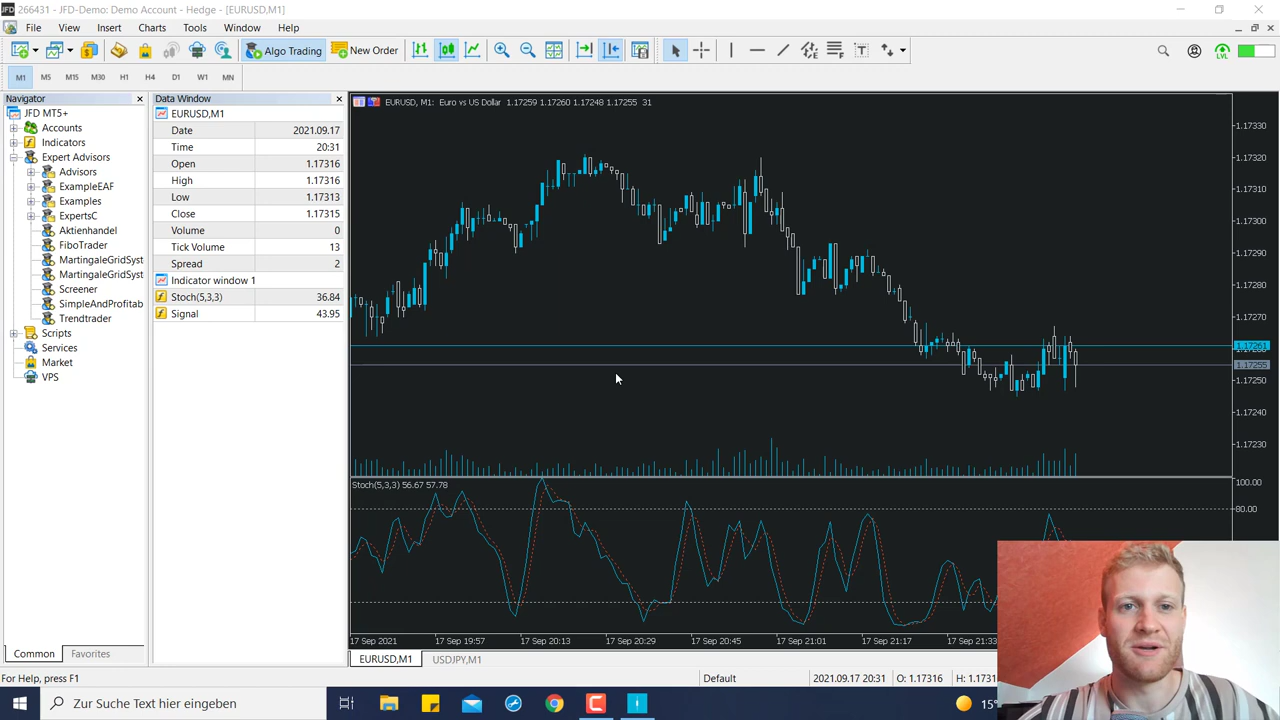 266431 - JFD-Demo: Demo Account - Hedge - [EURUSD,M1]
File View Insert Charts Tools Window Help
Algo Trading New Order LVL
M1 M5 M15 M30 H1 H4 D1 W1 MN
Navigator
JFD MT5+
Accounts
Indicators
Expert Advisors
Advisors
ExampleEAF
Examples
ExpertsC
Aktienhandel
FiboTrader
MartingaleGridSyst
MartingaleGridSyst
Screener
SimpleAndProfitab
Trendtrader
Scripts
Services
Market
VPS
Common Favorites
Data Window
EURUSD,M1
Date 2021.09.17
Time 20:31
Open 1.17316
High 1.17316
Low 1.17313
Close 1.17315
Volume 0
Tick Volume 13
Spread 2
Indicator window 1
Stoch(5,3,3) 36.84
Signal 43.95
EURUSD, M1: Euro vs US Dollar 1.17259 1.17260 1.17248 1.17255 31
1.17330
1.17320
1.17310
1.17300
1.17290
1.17280
1.17270
1.17261
1.17255
1.17250
1.17240
1.17230
Stoch(5,3,3) 56.67 57.78
100.00
80.00
17 Sep 2021 17 Sep 19:57 17 Sep 20:13 17 Sep 20:29 17 Sep 20:45 17 Sep 21:01 17 Sep 21:17 17 Sep 21:33
EURUSD,M1 USDJPY,M1
For Help, press F1 Default 2021.09.17 20:31 O: 1.17316 H: 1.1731
Zur Suche Text hier eingeben 15°